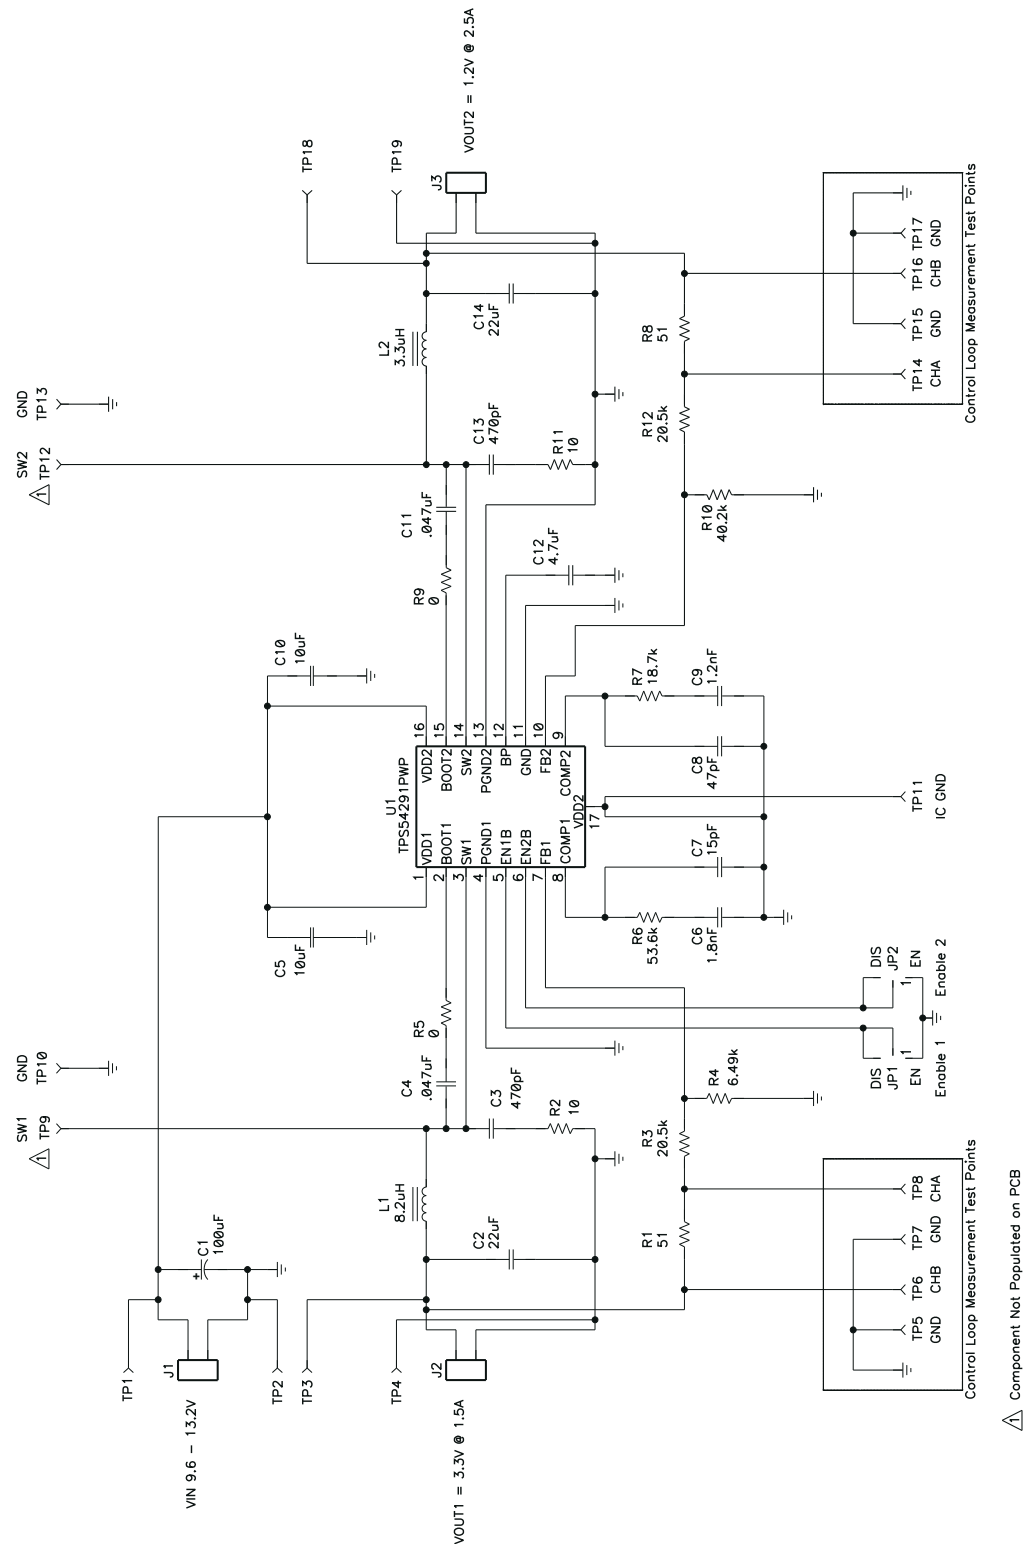 SW1
TP9
1
GND
TP10
SW2
TP12
1
GND
TP13
TP1
VIN 9.6 - 13.2V
J1
C1
100uF
+
TP2
TP3
TP4
C5
10uF
C10
10uF
TP18
TP19
VOUT1 = 3.3V @ 1.5A
J2
L1
8.2uH
C2
22uF
C4
.047uF
R5
0
C3
470pF
R2
10
U1
TPS54291PWP
1
VDD1
2
BOOT1
3
SW1
4
PGND1
5
EN1B
6
EN2B
7
FB1
8
COMP1
16
VDD2
15
BOOT2
14
SW2
13
PGND2
12
BP
11
GND
10
FB2
9
COMP2
VDD2
17
R9
0
C11
.047uF
C13
470pF
R11
10
C12
4.7uF
L2
3.3uH
C14
22uF
J3
VOUT2 = 1.2V @ 2.5A
R1
51
R3
20.5k
R4
6.49k
R6
53.6k
C6
1.8nF
C7
15pF
C8
47pF
R7
18.7k
C9
1.2nF
R10
40.2k
R12
20.5k
R8
51
TP5
GND
TP6
CHB
TP7
GND
TP8
CHA
Control Loop Measurement Test Points
DIS
JP1
EN
1
Enable 1
DIS
JP2
EN
1
Enable 2
TP11
IC GND
TP14
CHA
TP15
GND
TP16
CHB
TP17
GND
Control Loop Measurement Test Points
1
Component Not Populated on PCB